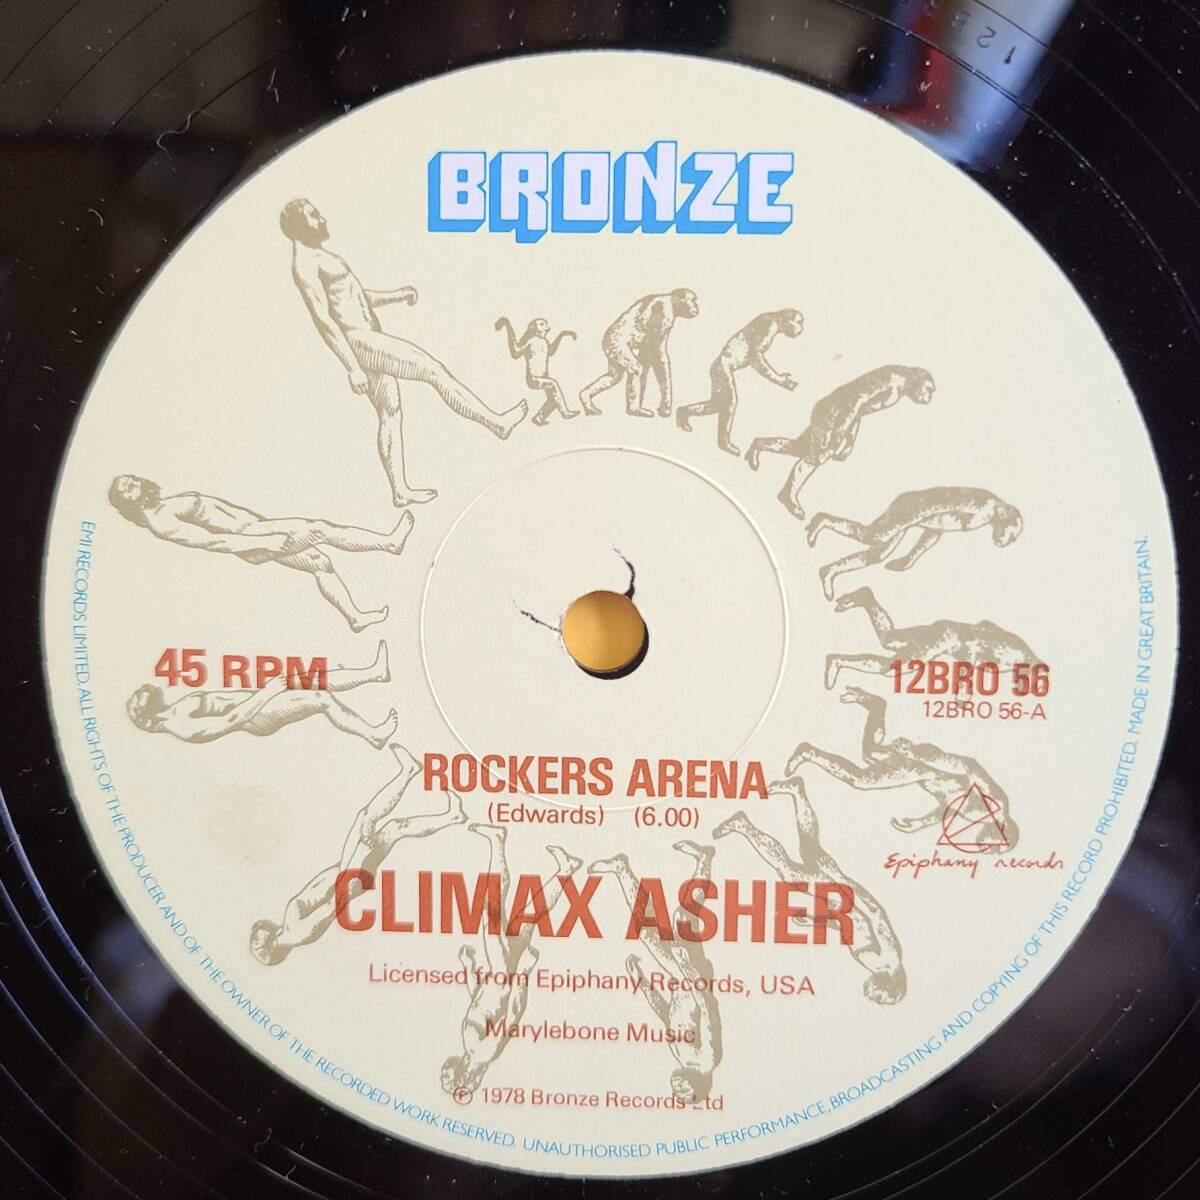 BRONZE
45 RPM
12BRO 56
12BRO 56-A
ROCKERS ARENA
(Edwards) (6.00)
Epiphany records
CLIMAX ASHER
Licensed from Epiphany Records, USA
Marylebone Music
℗ 1978 Bronze Records Ltd
EMI RECORDS LIMITED. ALL RIGHTS OF THE PRODUCER AND OF THE OWNER OF THE RECORDED WORK RESERVED. UNAUTHORISED PUBLIC PERFORMANCE, BROADCASTING AND COPYING OF THIS RECORD PROHIBITED. MADE IN GREAT BRITAIN.